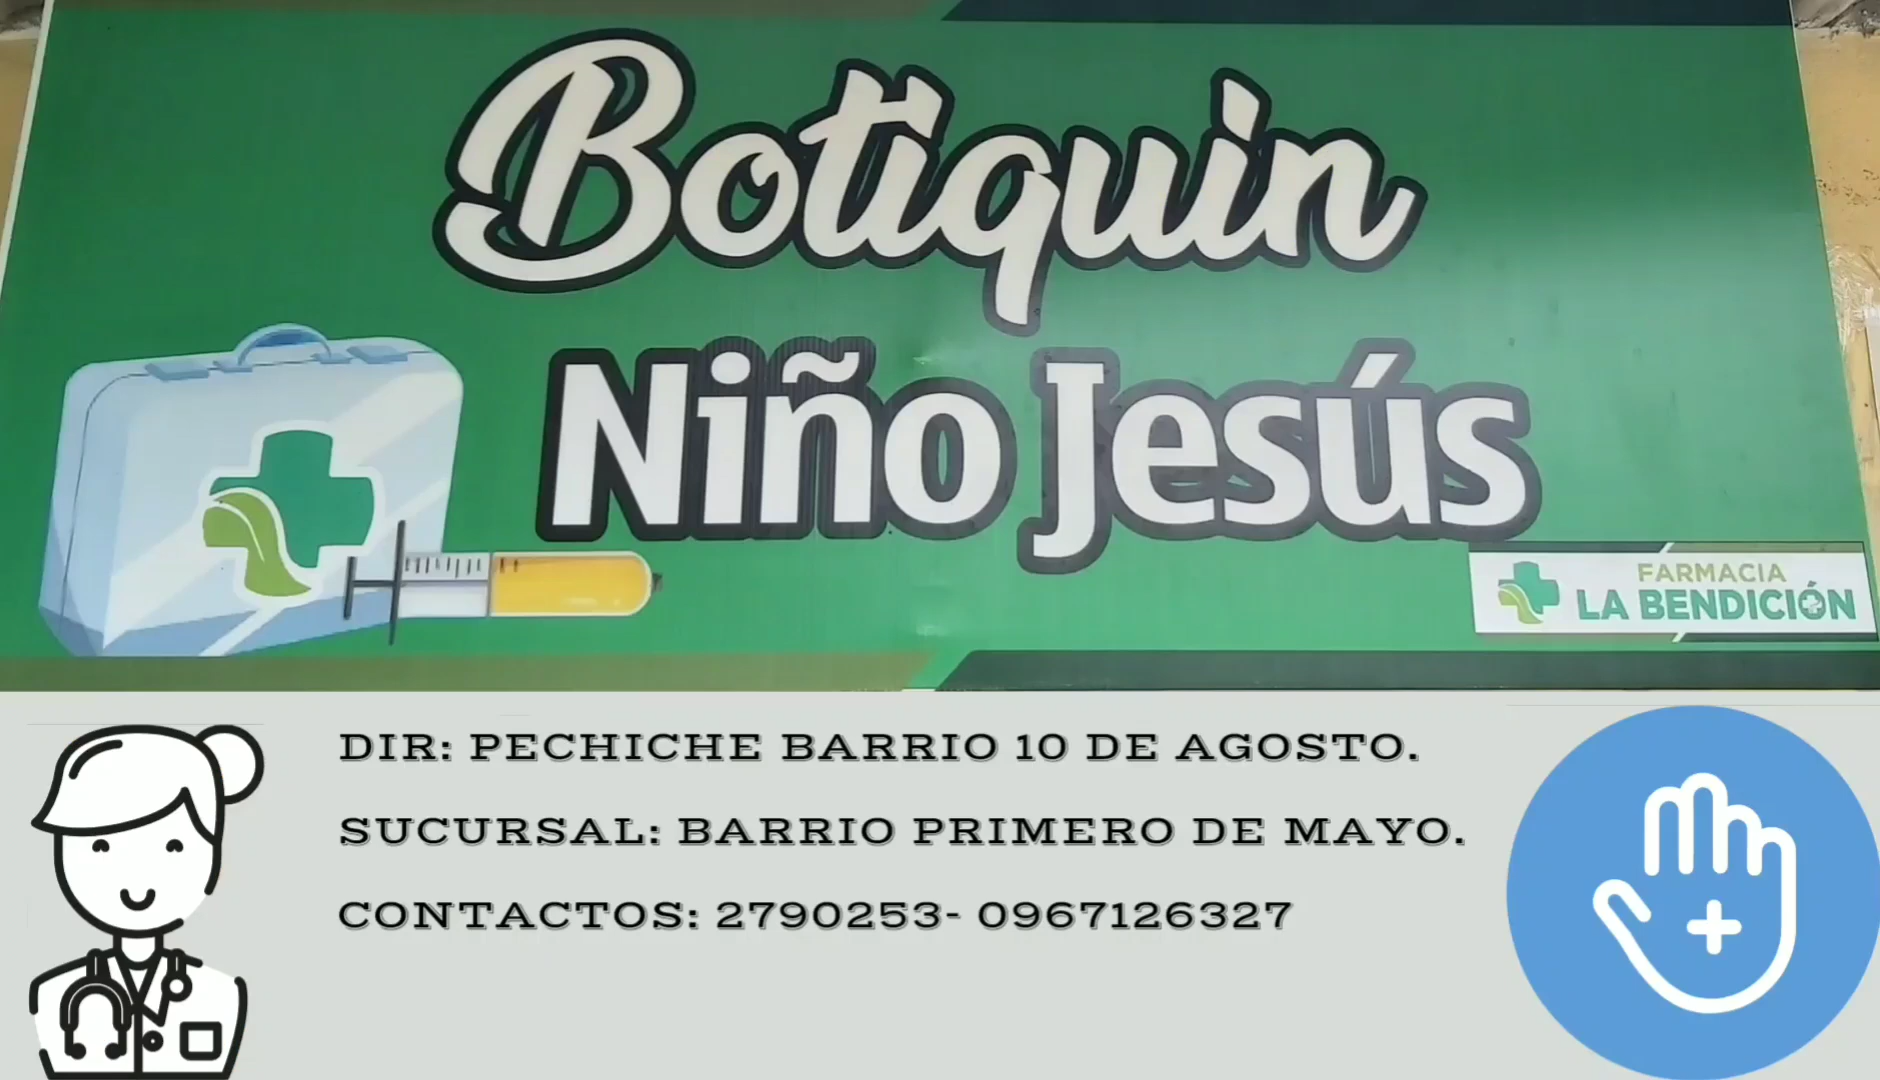 Botiquin
Niño Jesús
FARMACIA
LA BENDICIÓN
DIR: PECHICHE BARRIO 10 DE AGOSTO.
SUCURSAL: BARRIO PRIMERO DE MAYO.
CONTACTOS: 2790253- 0967126327